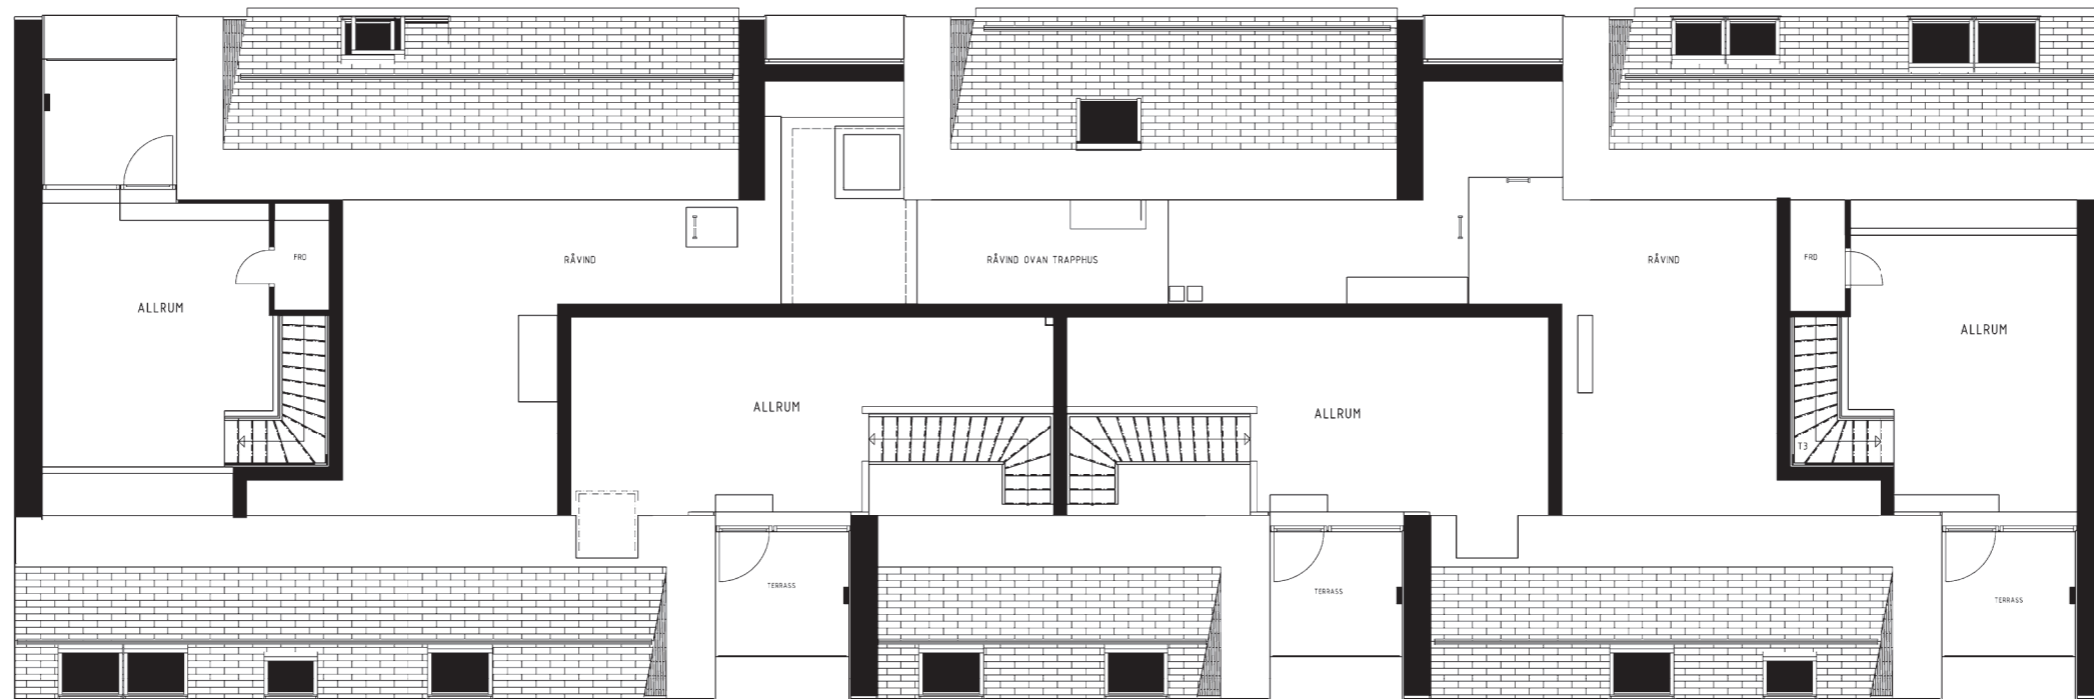 RÅVIND
RÅVIND OVAN TRAPPHUS
RÅVIND
FRD
FRD
ALLRUM
ALLRUM
ALLRUM
ALLRUM
T3
TERRASS
TERRASS
TERRASS